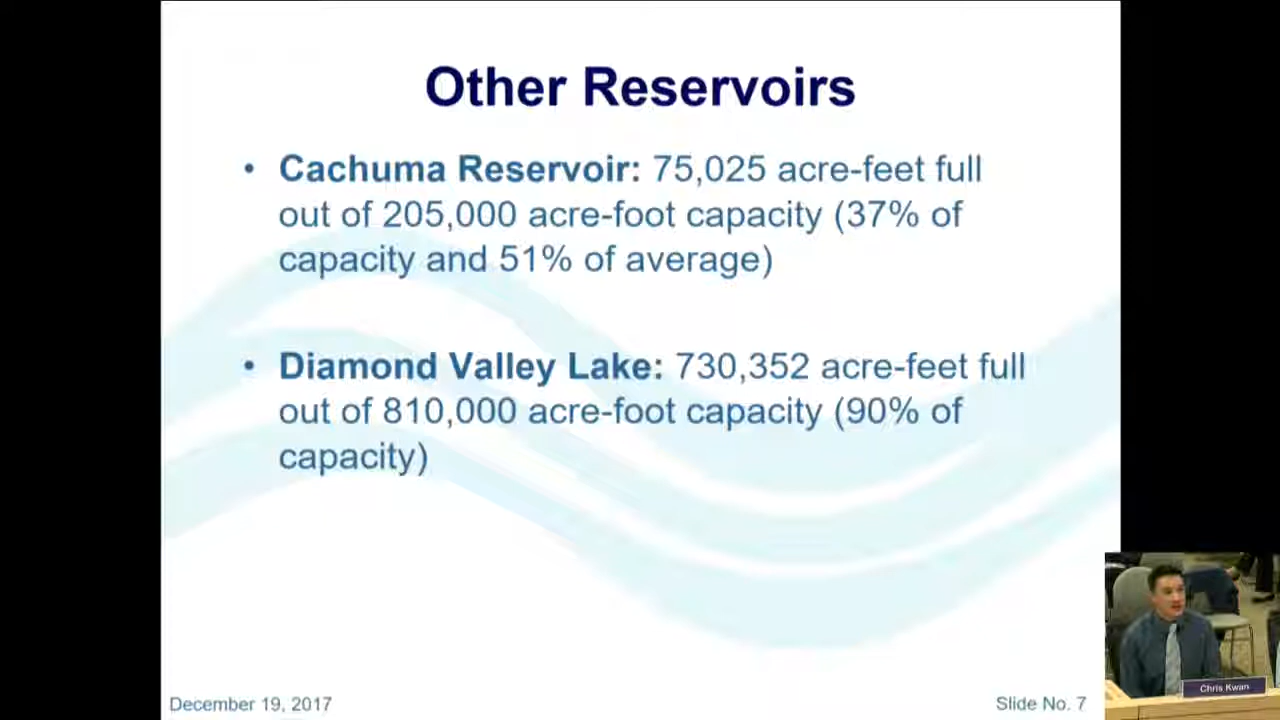 Other Reservoirs
• Cachuma Reservoir: 75,025 acre-feet full
out of 205,000 acre-foot capacity (37% of
capacity and 51% of average)
• Diamond Valley Lake: 730,352 acre-feet full
out of 810,000 acre-foot capacity (90% of
capacity)
Chris Kwan
December 19, 2017
Slide No. 7